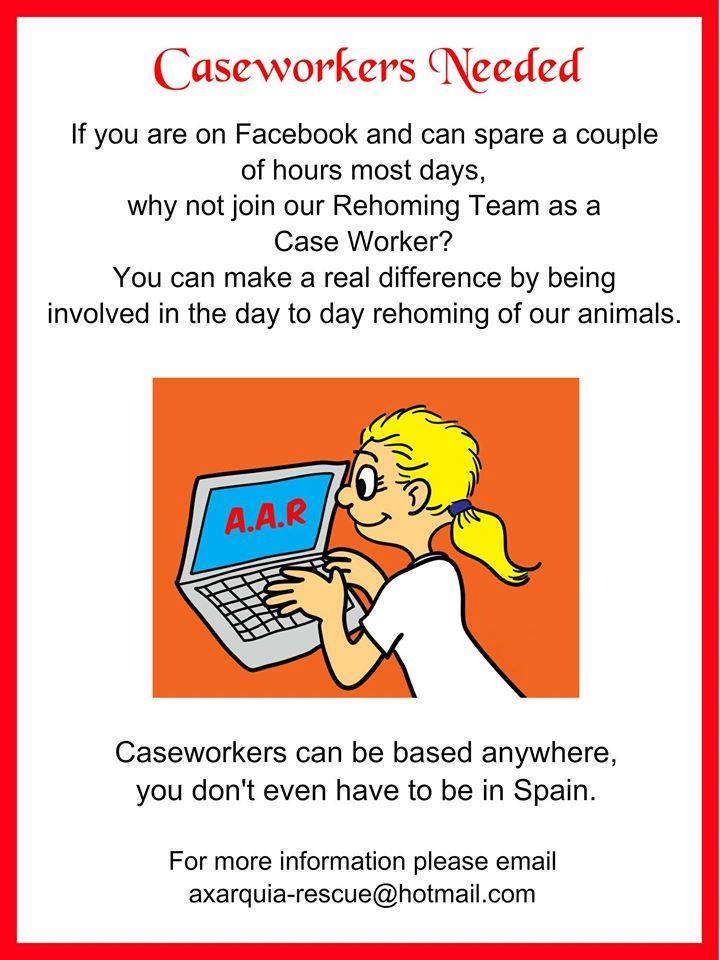 Caseworkers Needed
If you are on Facebook and can spare a couple
of hours most days,
why not join our Rehoming Team as a
Case Worker?
You can make a real difference by being
involved in the day to day rehoming of our animals.
A.A.R
Caseworkers can be based anywhere,
you don't even have to be in Spain.
For more information please email
axarquia-rescue@hotmail.com